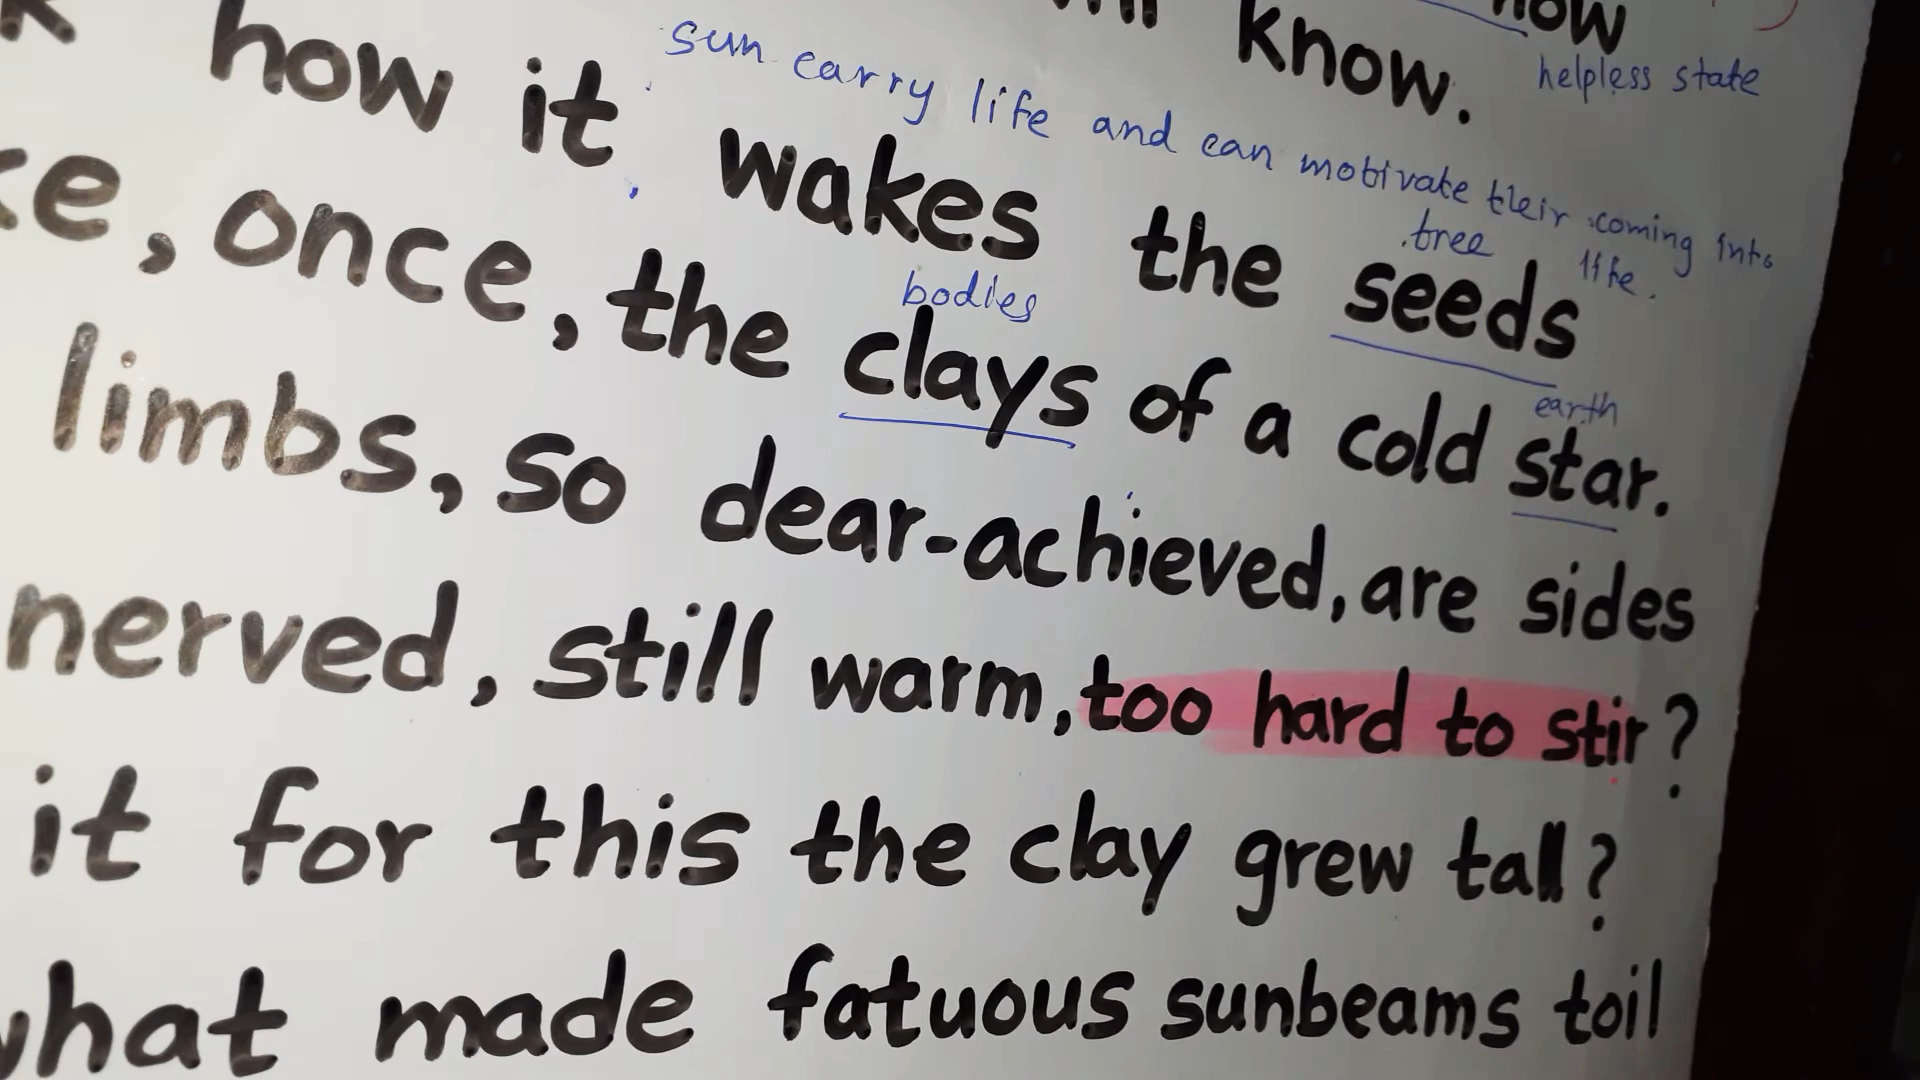 know.
helpless state
how it wakes the seeds
sun carry life and can motivate their coming into
tree life.
once, the clays of a cold star.
bodies
earth
limbs, so dear-achieved, are sides
nerved, still warm, too hard to stir?
it for this the clay grew tall?
what made fatuous sunbeams toil